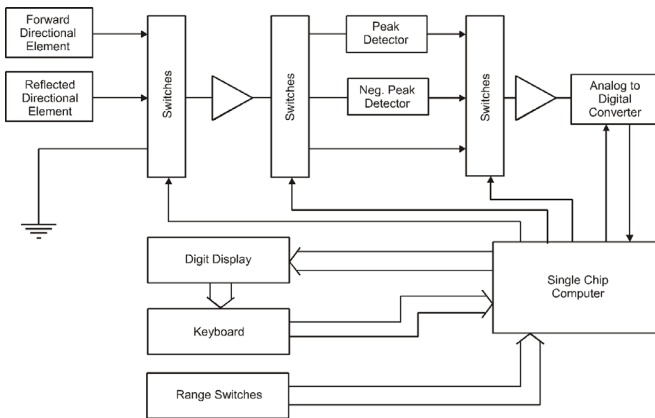 Forward
Directional
Element
Reflected
Directional
Element
Switches
Switches
Peak
Detector
Neg. Peak
Detector
Switches
Analog to
Digital
Converter
Digit Display
Keyboard
Range Switches
Single Chip
Computer